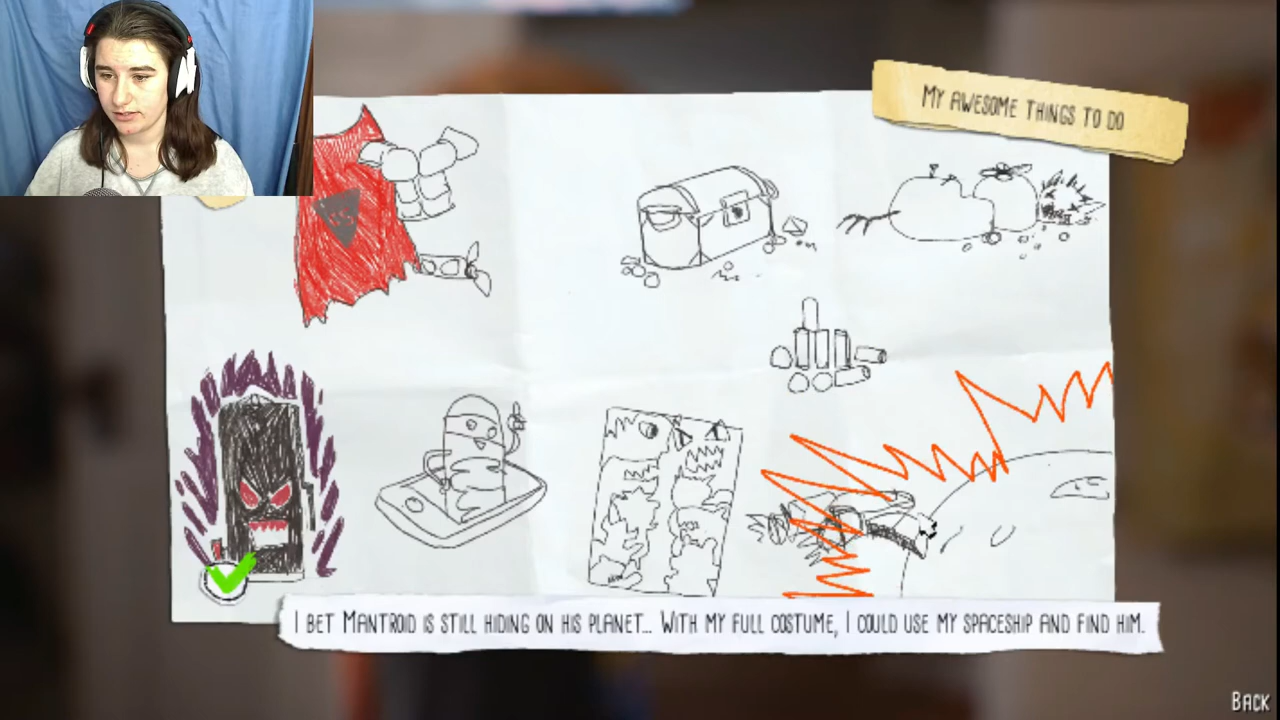 MY AWESOME THINGS TO DO
I BET MANTROID IS STILL HIDING ON HIS PLANET... WITH MY FULL COSTUME, I COULD USE MY SPACESHIP AND FIND HIM.
BACK